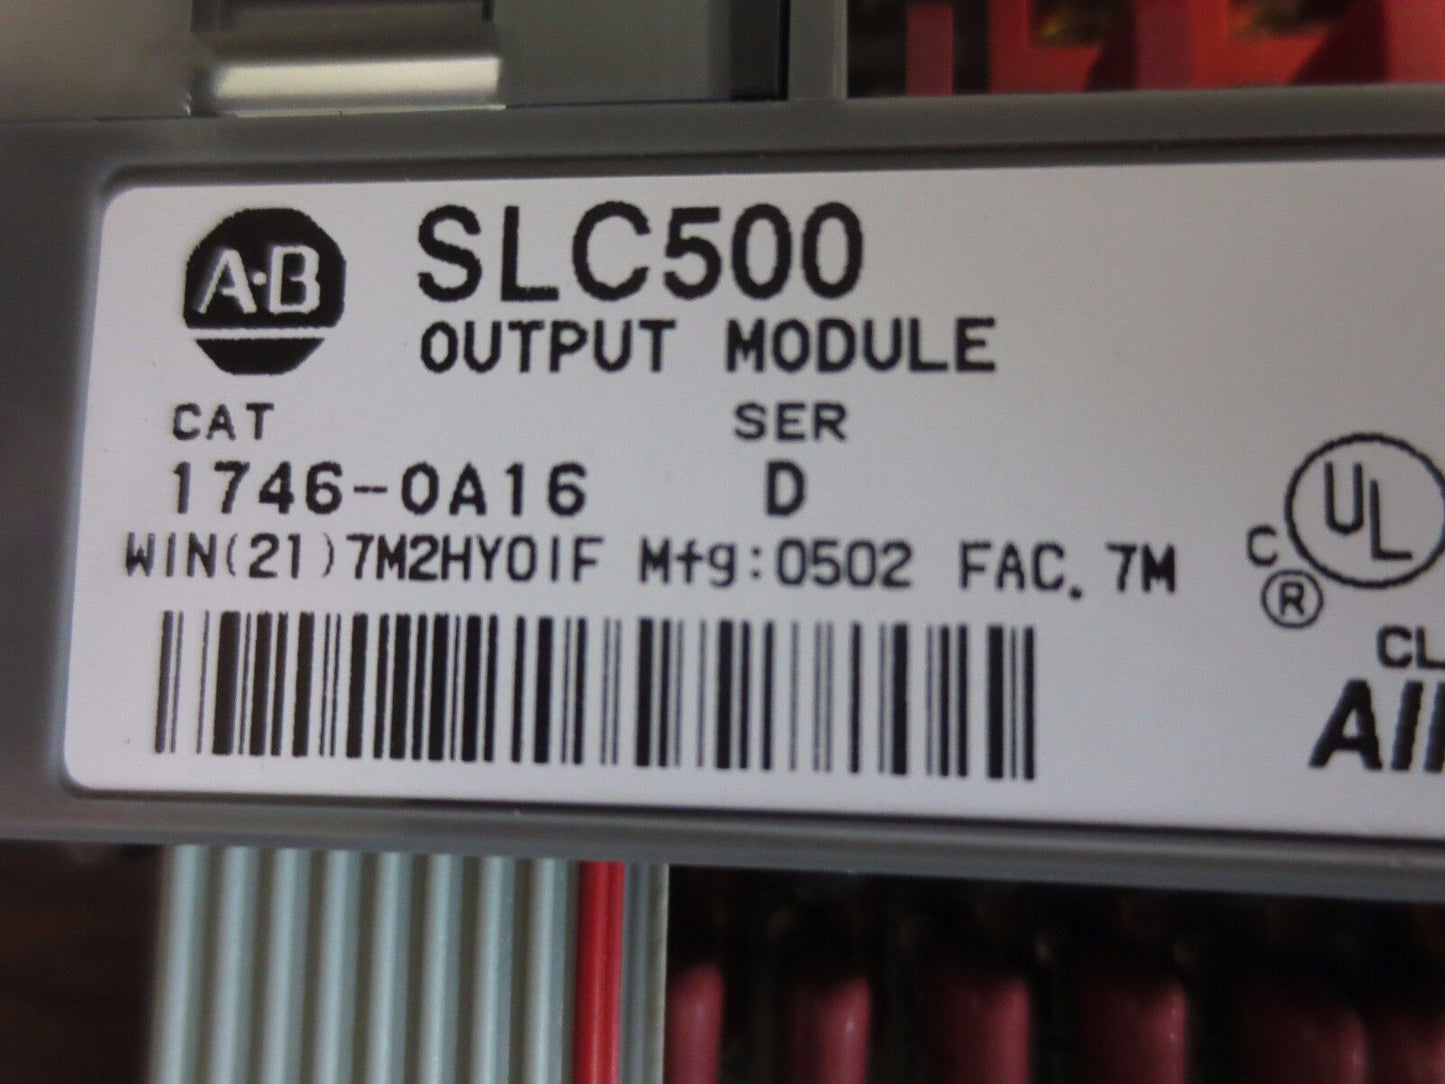 A·B
SLC500
OUTPUT MODULE
CAT SER
1746-OA16 D
WIN(21)7M2HY01F Mfg:0502 FAC. 7M
C UL
R
CL